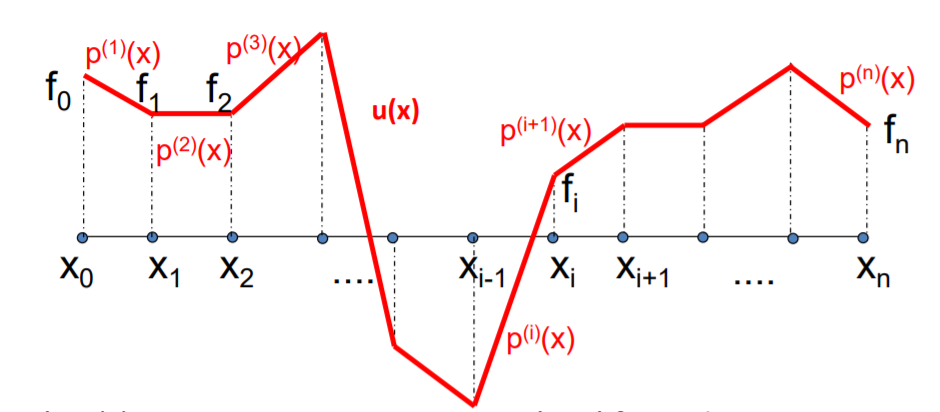 p⁽¹⁾(x)
p⁽³⁾(x)
p⁽ⁿ⁾(x)
f₀
f₁
f₂
u(x)
p⁽ⁱ⁺¹⁾(x)
fₙ
p⁽²⁾(x)
fᵢ
x₀ x₁ x₂ .... xᵢ₋₁ xᵢ xᵢ₊₁ .... xₙ
p⁽ⁱ⁾(x)